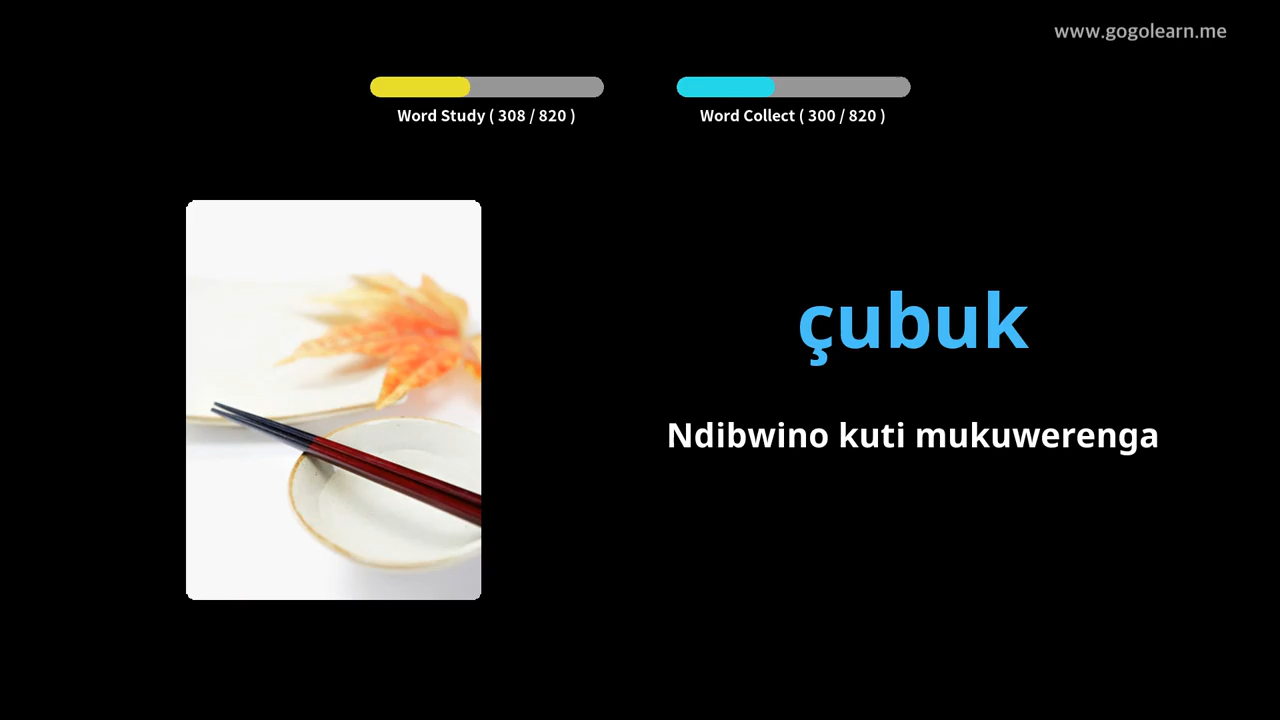 www.gogolearn.me
Word Study ( 308 / 820 )
Word Collect ( 300 / 820 )
çubuk
Ndibwino kuti mukuwerenga